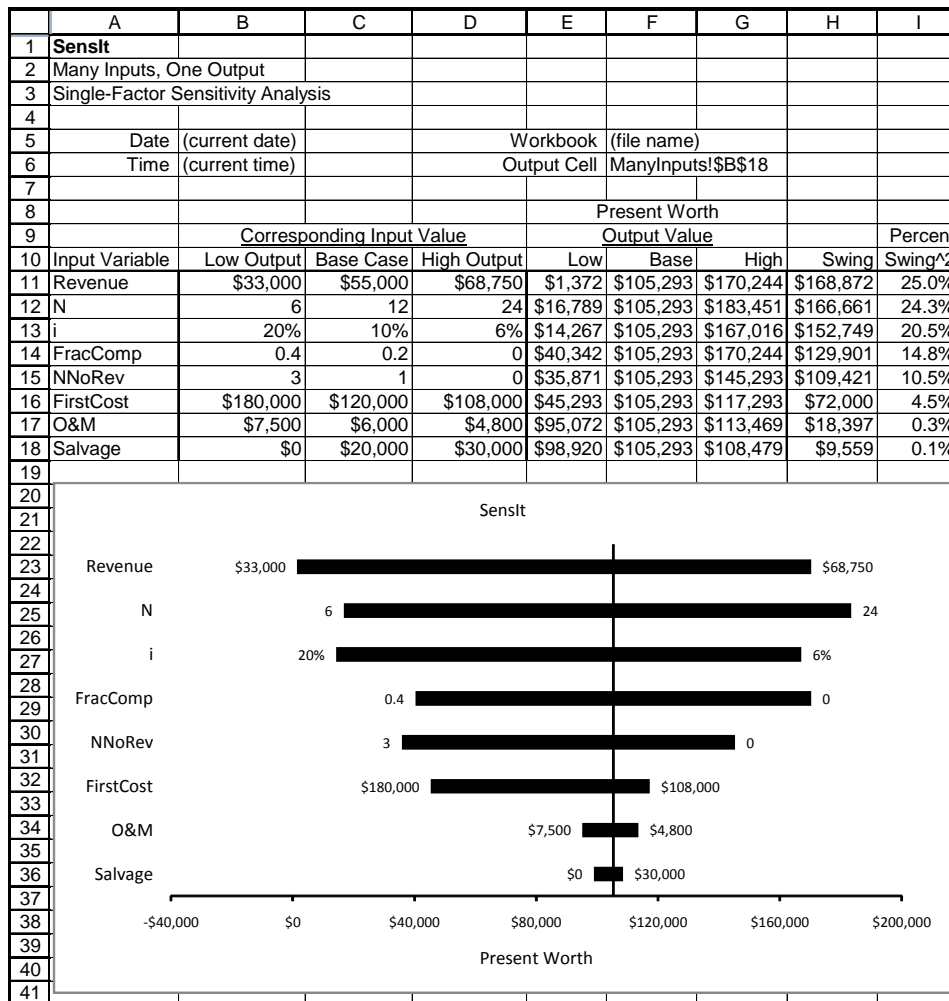 A B C D E F G H I
1 SensIt
2 Many Inputs, One Output
3 Single-Factor Sensitivity Analysis
4
5 Date (current date) Workbook (file name)
6 Time (current time) Output Cell ManyInputs!$B$18
7
8 Present Worth
9 Corresponding Input Value Output Value Percen
10 Input Variable Low Output Base Case High Output Low Base High Swing Swing^2
11 Revenue $33,000 $55,000 $68,750 $1,372 $105,293 $170,244 $168,872 25.0%
12 N 6 12 24 $16,789 $105,293 $183,451 $166,661 24.3%
13 i 20% 10% 6% $14,267 $105,293 $167,016 $152,749 20.5%
14 FracComp 0.4 0.2 0 $40,342 $105,293 $170,244 $129,901 14.8%
15 NNoRev 3 1 0 $35,871 $105,293 $145,293 $109,421 10.5%
16 FirstCost $180,000 $120,000 $108,000 $45,293 $105,293 $117,293 $72,000 4.5%
17 O&M $7,500 $6,000 $4,800 $95,072 $105,293 $113,469 $18,397 0.3%
18 Salvage $0 $20,000 $30,000 $98,920 $105,293 $108,479 $9,559 0.1%
19
20
21 SensIt
22
23 Revenue $33,000 $68,750
24
25 N 6 24
26
27 i 20% 6%
28
29 FracComp 0.4 0
30
31 NNoRev 3 0
32 FirstCost $180,000 $108,000
33
34 O&M $7,500 $4,800
35
36 Salvage $0 $30,000
37
38 -$40,000 $0 $40,000 $80,000 $120,000 $160,000 $200,000
39
40 Present Worth
41